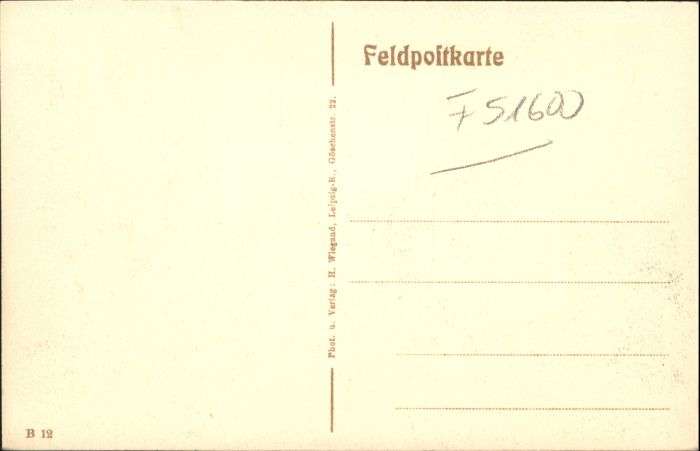 Feldpostkarte
F 51600
Phot. u. Verlag: H. Wiegand, Leipzig-R., Göschenstr. 22.
B 12